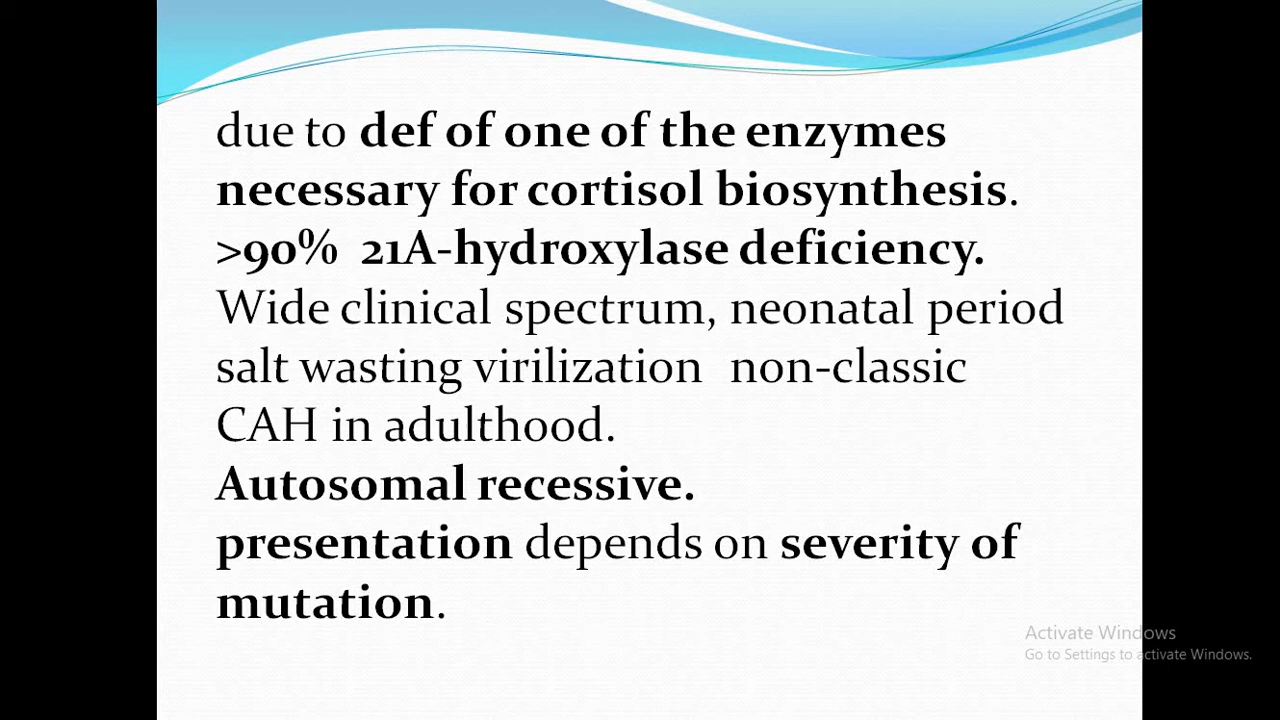 due to def of one of the enzymes
necessary for cortisol biosynthesis.
>90% 21A-hydroxylase deficiency.
Wide clinical spectrum, neonatal period
salt wasting virilization non-classic
CAH in adulthood.
Autosomal recessive.
presentation depends on severity of
mutation.
Activate Windows
Go to Settings to activate Windows.